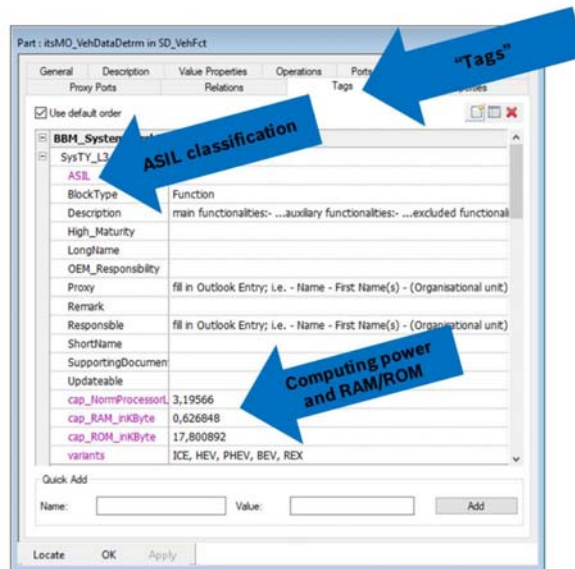 Part : itsMO_VehDataDetrm in SD_VehFct
General Description Value Properties Operations Ports
Proxy Ports Relations Tags
"Tags"
Use default order
BBM_System
ASIL classification
SysTY_L3
ASIL
BlockType Function
Description main functionalities:- ...auxilary functionalities:- ...excluded functionali
High_Maturity
LongName
OEM_Responsibility
Proxy fill in Outlook Entry; i.e. - Name - First Name(s) - (Organisational unit)
Remark
Responsible fill in Outlook Entry; i.e. - Name - First Name(s) - (Organisational unit)
ShortName
SupportingDocumen
Updateable
Computing power
and RAM/ROM
cap_NormProcessorL 3,19566
cap_RAM_inKByte 0,626848
cap_ROM_inKByte 17,800892
variants ICE, HEV, PHEV, BEV, REX
Quick Add
Name: Value: Add
Locate OK Apply